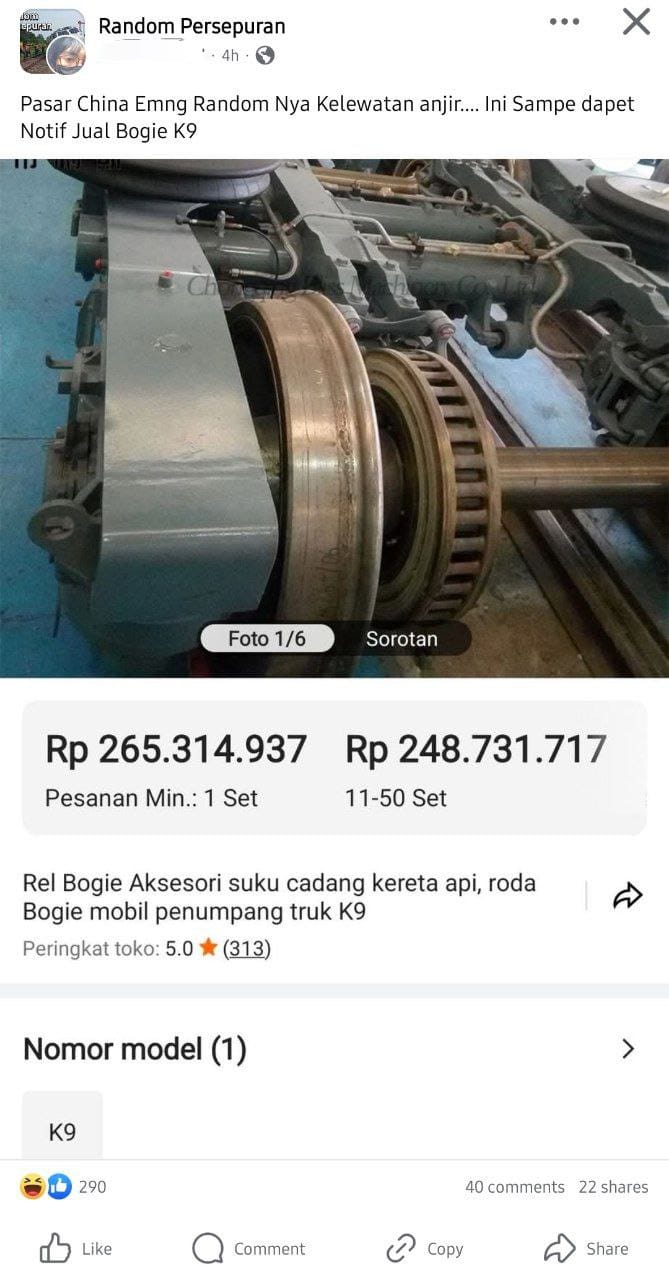 Random Persepuran
4h
Pasar China Emng Random Nya Kelewatan anjir.... Ini Sampe dapet
Notif Jual Bogie K9
Foto 1/6
Sorotan
Rp 265.314.937
Rp 248.731.717
Pesanan Min.: 1 Set
11-50 Set
Rel Bogie Aksesori suku cadang kereta api, roda
Bogie mobil penumpang truk K9
Peringkat toko: 5.0 (313)
Nomor model (1)
K9
290
40 comments 22 shares
Like
Comment
Copy
Share